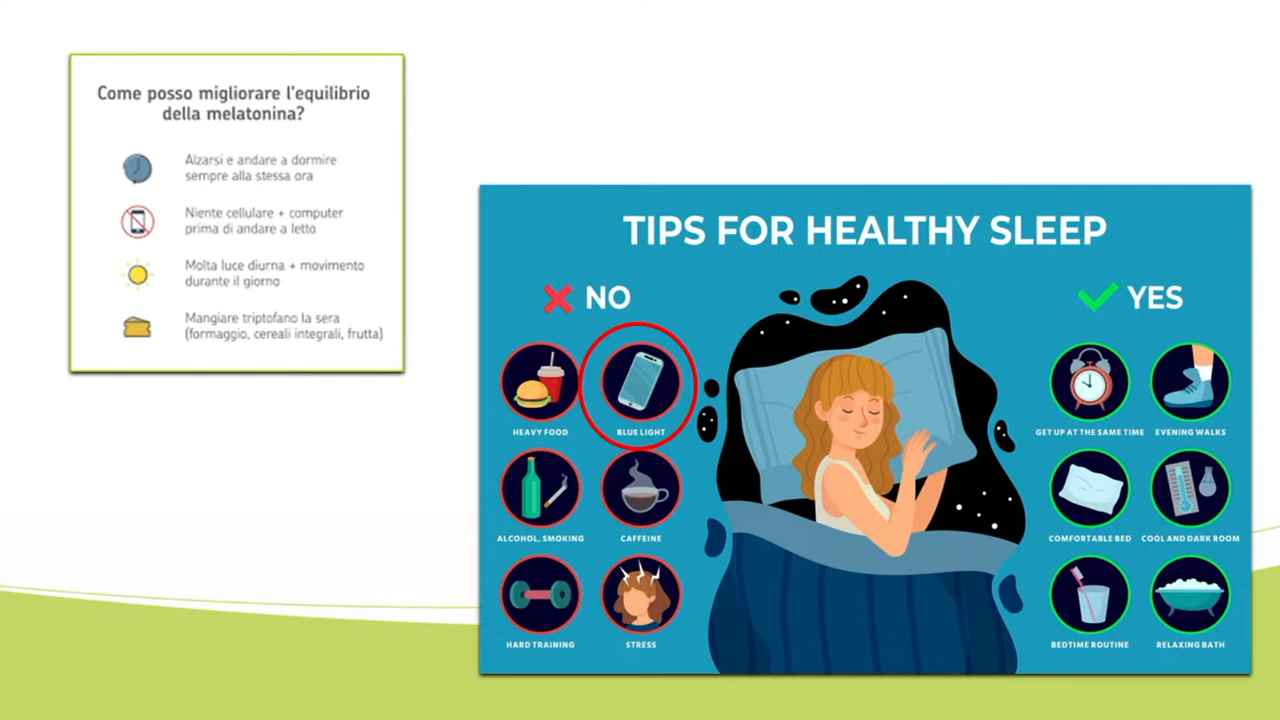 Come posso migliorare l'equilibrio
della melatonina?
Alzarsi e andare a dormire
sempre alla stessa ora
Niente cellulare + computer
prima di andare a letto
Molta luce diurna + movimento
durante il giorno
Mangiare triptofano la sera
(formaggio, cereali integrali, frutta)
TIPS FOR HEALTHY SLEEP
NO
YES
HEAVY FOOD
BLUE LIGHT
GET UP AT THE SAME TIME
EVENING WALKS
ALCOHOL, SMOKING
CAFFEINE
COMFORTABLE BED
COOL AND DARK ROOM
HARD TRAINING
STRESS
BEDTIME ROUTINE
RELAXING BATH